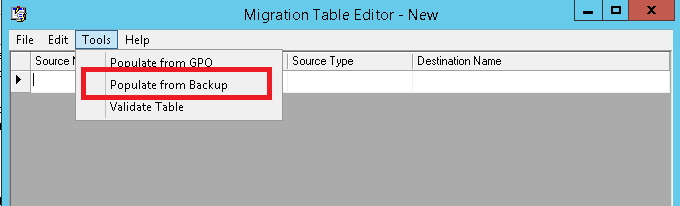 Migration Table Editor - New
File Edit Tools Help
Populate from GPO
Source Source Type Destination Name
Populate from Backup
Validate Table